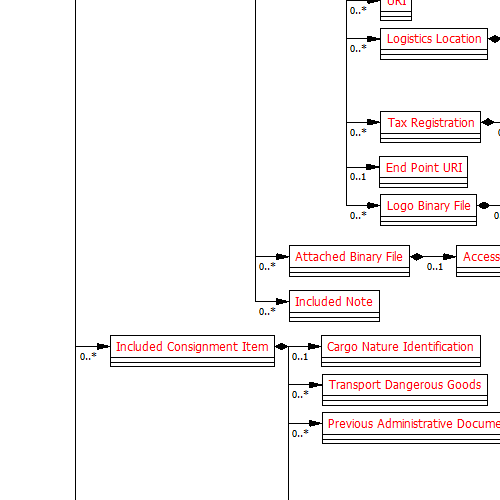 URI
0..*
Logistics Location
0..*
Tax Registration
0..*
End Point URI
0..1
Logo Binary File
0..*
0.
Attached Binary File
0..*
0..1
Access
Included Note
0..*
Included Consignment Item
0..*
0..1
Cargo Nature Identification
Transport Dangerous Goods
0..*
Previous Administrative Docume
0..*